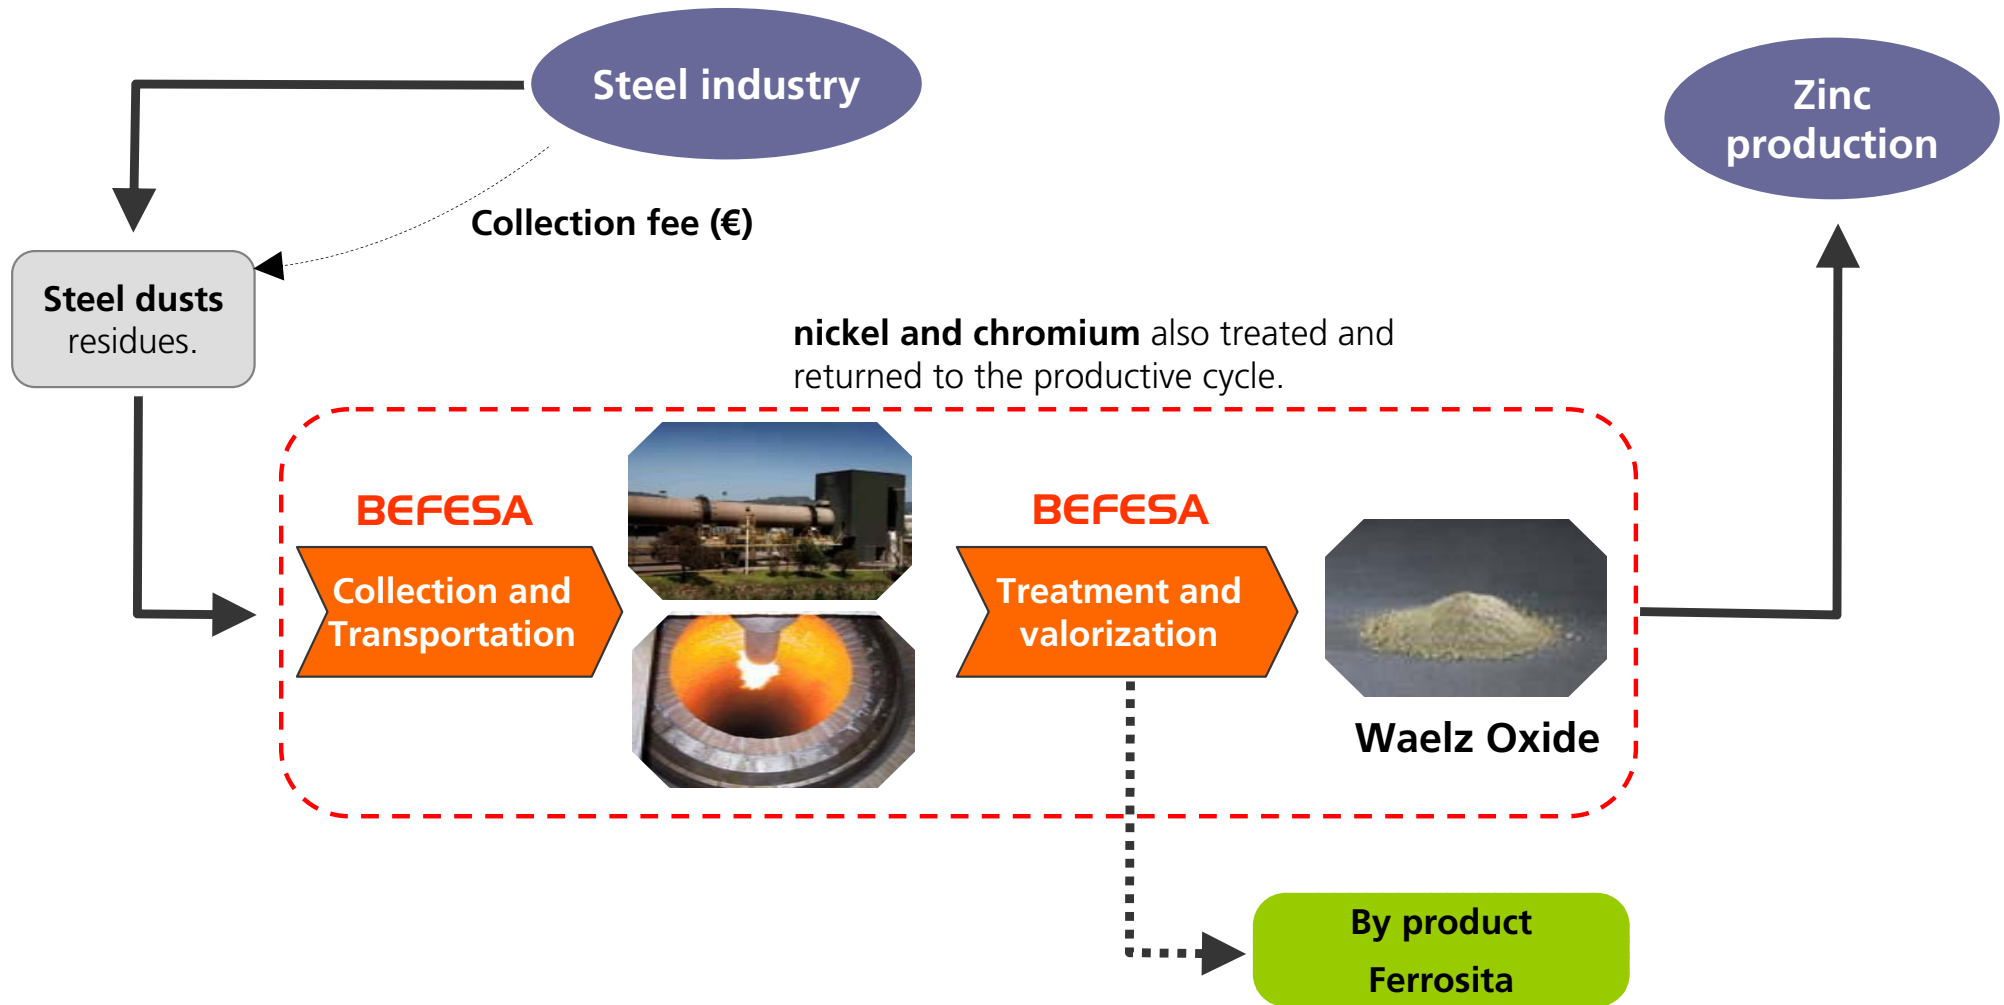 Steel industry
Zinc
production
Collection fee (€)
Steel dusts
residues.
nickel and chromium also treated and
returned to the productive cycle.
BEFESA
Collection and
Transportation
BEFESA
Treatment and
valorization
Waelz Oxide
By product
Ferrosita